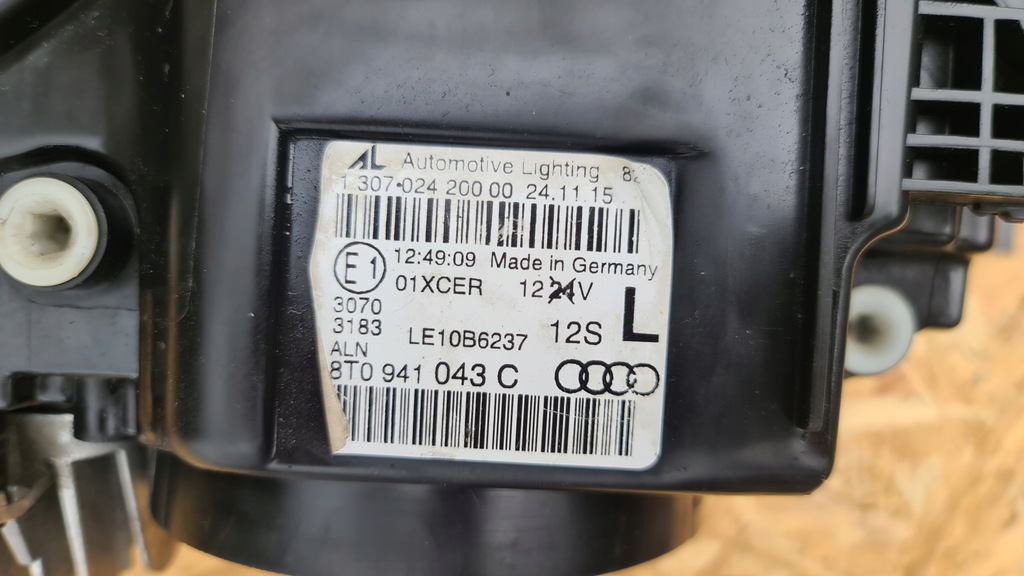 AL Automotive Lighting
1 307-024 200 00 24.11.15
E1 12:49:09 Made in Germany
01XCER 12 24V
L
3070
3183 LE10B6237 12S
ALN
8T0 941 043 C